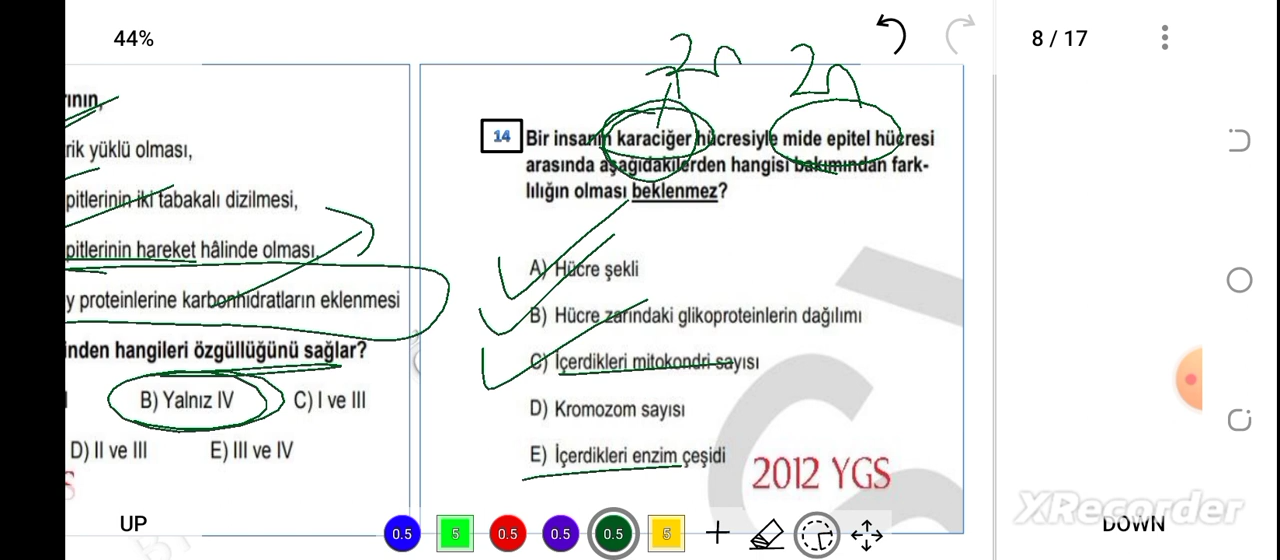 44%
8 / 17
2n 2n
rının,
rik yüklü olması,
pitlerinin iki tabakalı dizilmesi,
pitlerinin hareket hâlinde olması,
y proteinlerine karbonhidratların eklenmesi
inden hangileri özgüllüğünü sağlar?
B) Yalnız IV C) I ve III
D) II ve III E) III ve IV
S
UP
14 Bir insanın karaciğer hücresiyle mide epitel hücresi
arasında aşağıdakilerden hangisi bakımından fark-
lılığın olması beklenmez?
A) Hücre şekli
B) Hücre zarındaki glikoproteinlerin dağılımı
C) İçerdikleri mitokondri sayısı
D) Kromozom sayısı
E) İçerdikleri enzim çeşidi
2012 YGS
XRecorder
DOWN
0.5 5 0.5 0.5 0.5 5